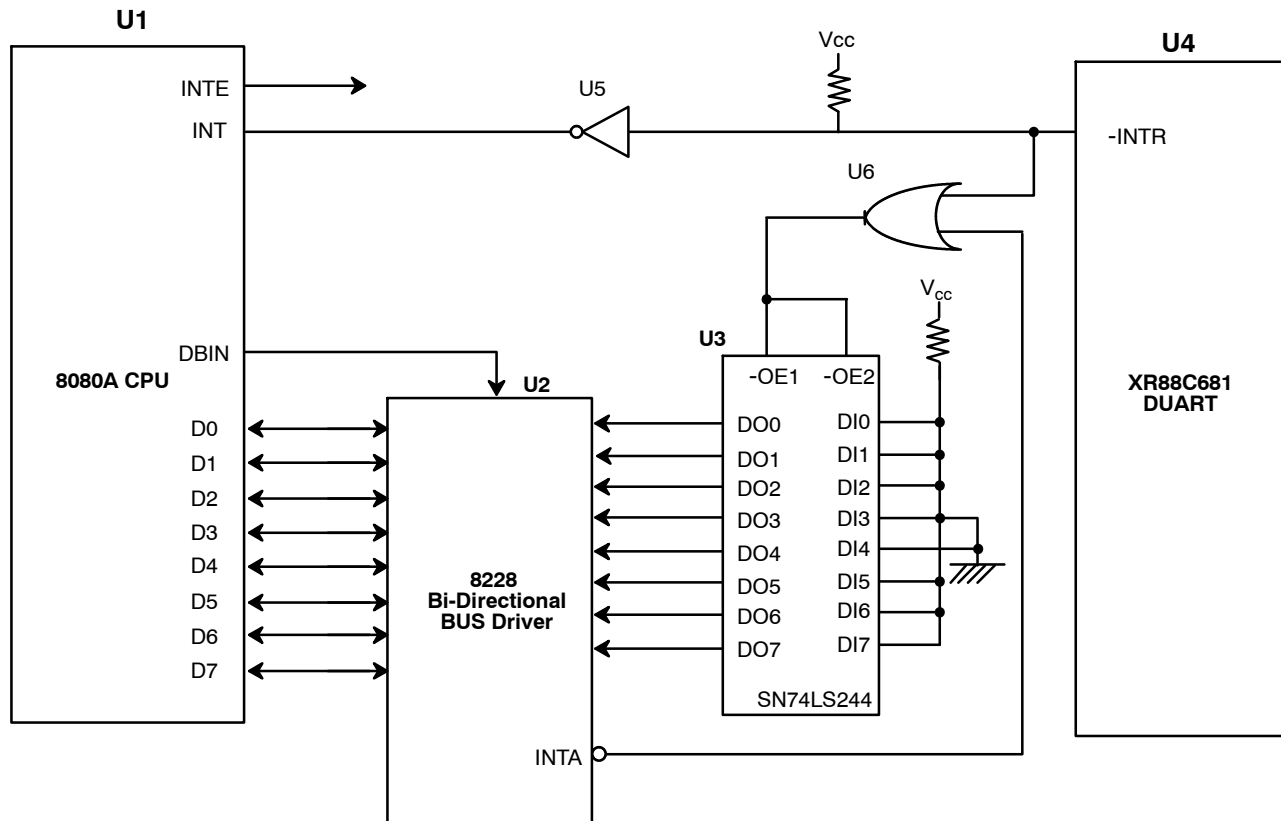 U1
INTE
INT
DBIN
8080A CPU
D0
D1
D2
D3
D4
D5
D6
D7
U5
Vcc
U6
U4
-INTR
XR88C681
DUART
U2
8228
Bi-Directional
BUS Driver
INTA
Vcc
U3
-OE1 -OE2
DO0 DI0
DO1 DI1
DO2 DI2
DO3 DI3
DO4 DI4
DO5 DI5
DO6 DI6
DO7 DI7
SN74LS244